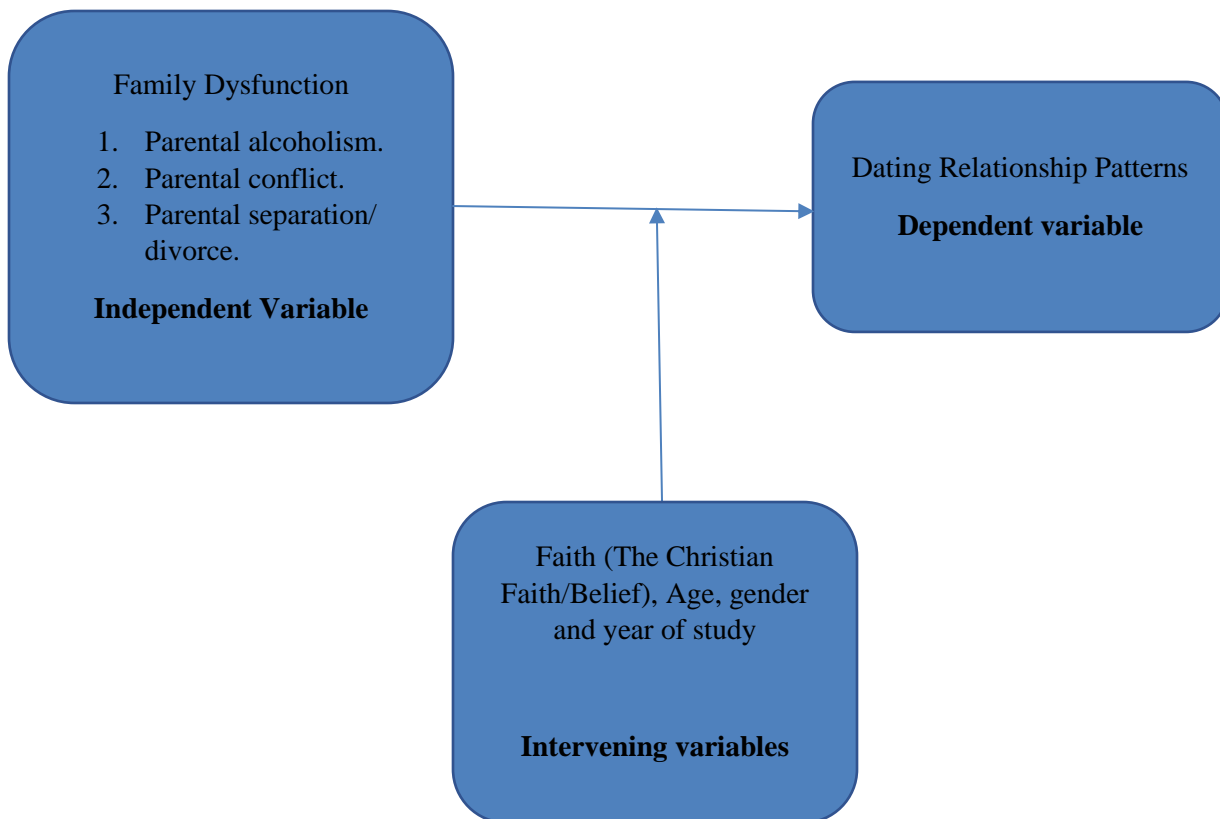 Family Dysfunction
1. Parental alcoholism.
2. Parental conflict.
3. Parental separation/
divorce.
Independent Variable
Dating Relationship Patterns
Dependent variable
Faith (The Christian
Faith/Belief), Age, gender
and year of study
Intervening variables